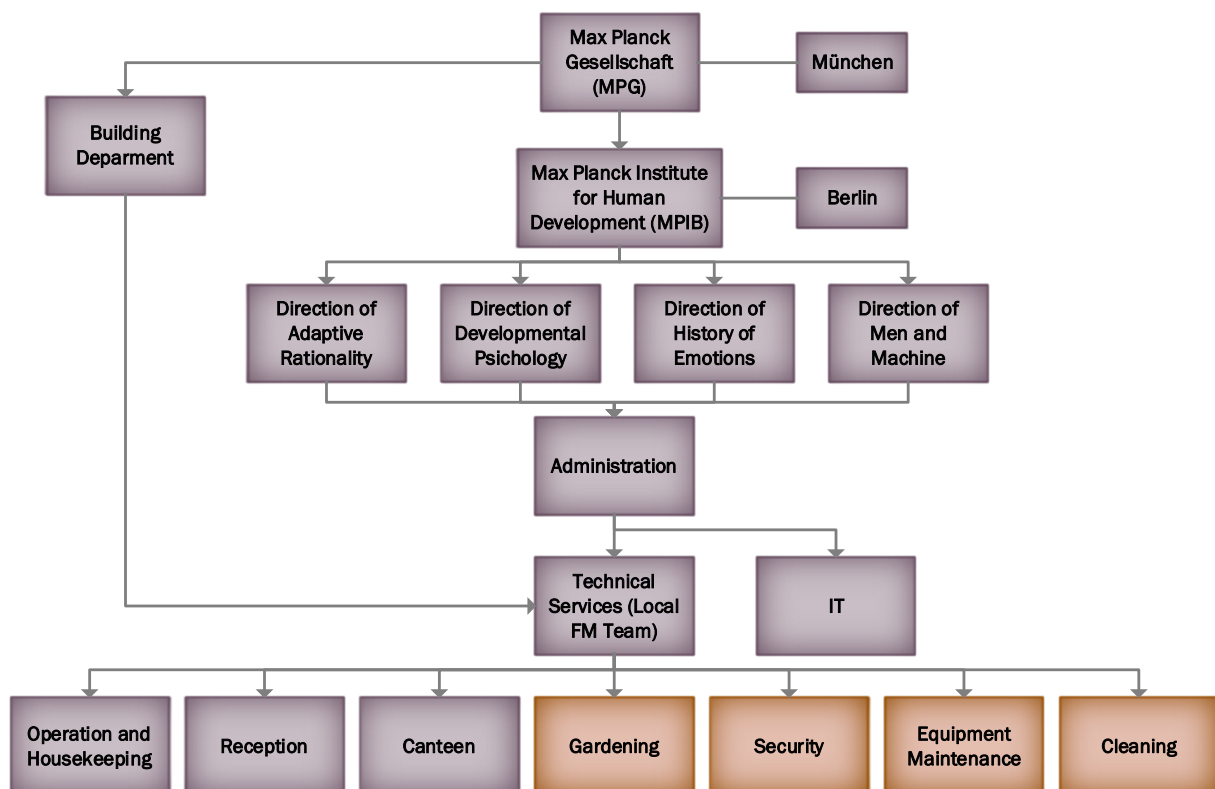 Max Planck
Gesellschaft
(MPG)
München
Building
Deparment
Max Planck Institute
for Human
Development (MPIB)
Berlin
Direction of
Adaptive
Rationality
Direction of
Developmental
Psichology
Direction of
History of
Emotions
Direction of
Men and
Machine
Administration
Technical
Services (Local
FM Team)
IT
Operation and
Housekeeping
Reception
Canteen
Gardening
Security
Equipment
Maintenance
Cleaning